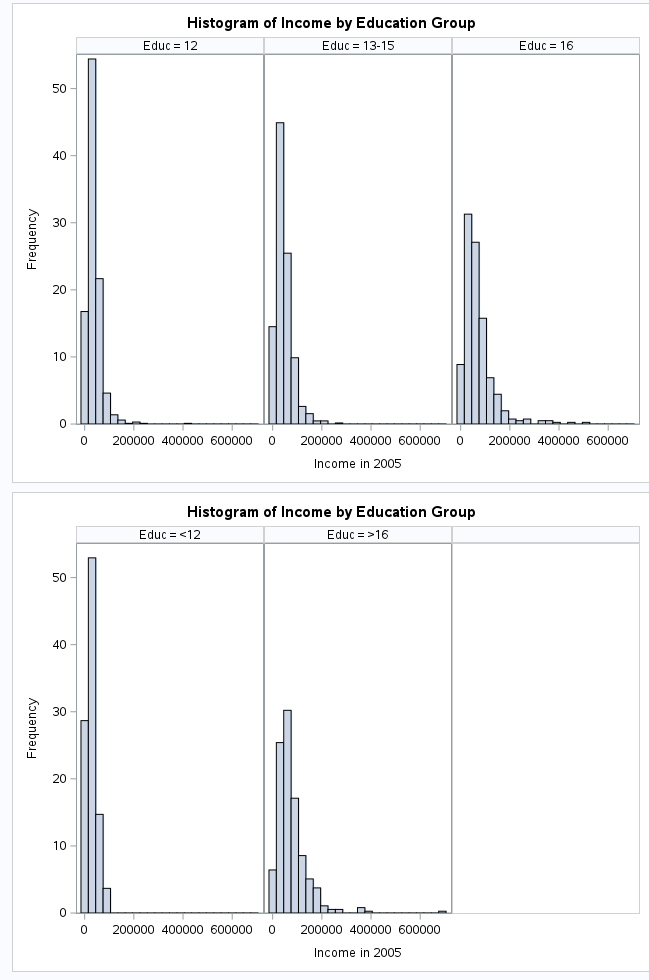 Histogram of Income by Education Group
Educ = 12 Educ = 13-15 Educ = 16
50
40
30
20
10
0
Frequency
0 200000 400000 600000 0 200000 400000 600000 0 200000 400000 600000
Income in 2005
Histogram of Income by Education Group
Educ = <12 Educ = >16
50
40
30
20
10
0
Frequency
0 200000 400000 600000 0 200000 400000 600000
Income in 2005